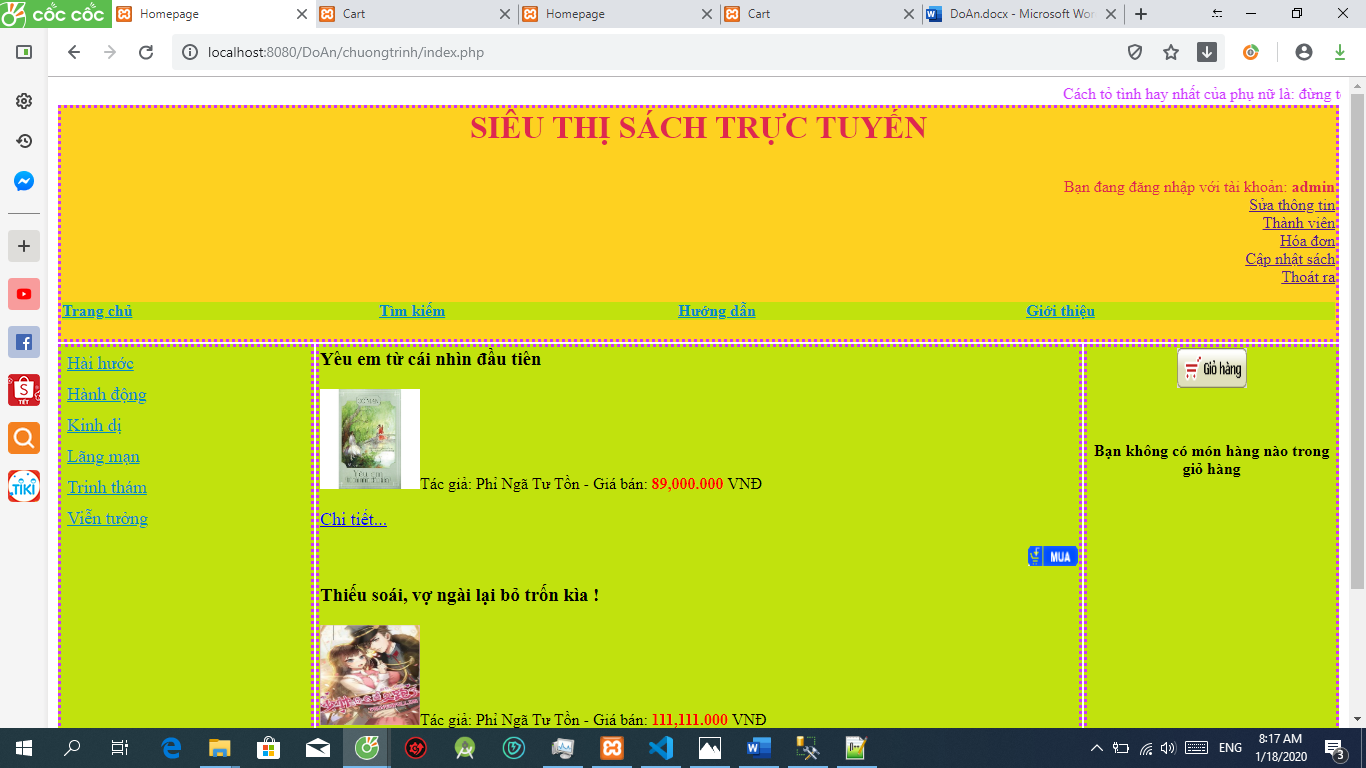 cốc cốc
Homepage
Cart
Homepage
Cart
DoAn.docx - Microsoft Wor
localhost:8080/DoAn/chuongtrinh/index.php
Cách tỏ tình hay nhất của phụ nữ là: đừng t
SIÊU THỊ SÁCH TRỰC TUYẾN
Bạn đang đăng nhập với tài khoản: admin
Sửa thông tin
Thành viên
Hóa đơn
Cập nhật sách
Thoát ra
Trang chủ
Tìm kiếm
Hướng dẫn
Giới thiệu
Hài hước
Hành động
Kinh dị
Lãng mạn
Trinh thám
Viễn tưởng
Yêu em từ cái nhìn đầu tiên
Tác giả: Phỉ Ngã Tư Tồn - Giá bán: 89,000.000 VNĐ
Chi tiết...
MUA
Thiếu soái, vợ ngài lại bỏ trốn kìa !
Tác giả: Phỉ Ngã Tư Tồn - Giá bán: 111,111.000 VNĐ
Giỏ hàng
Bạn không có món hàng nào trong
giỏ hàng
TẾT
TIKI
ENG
8:17 AM
1/18/2020
3